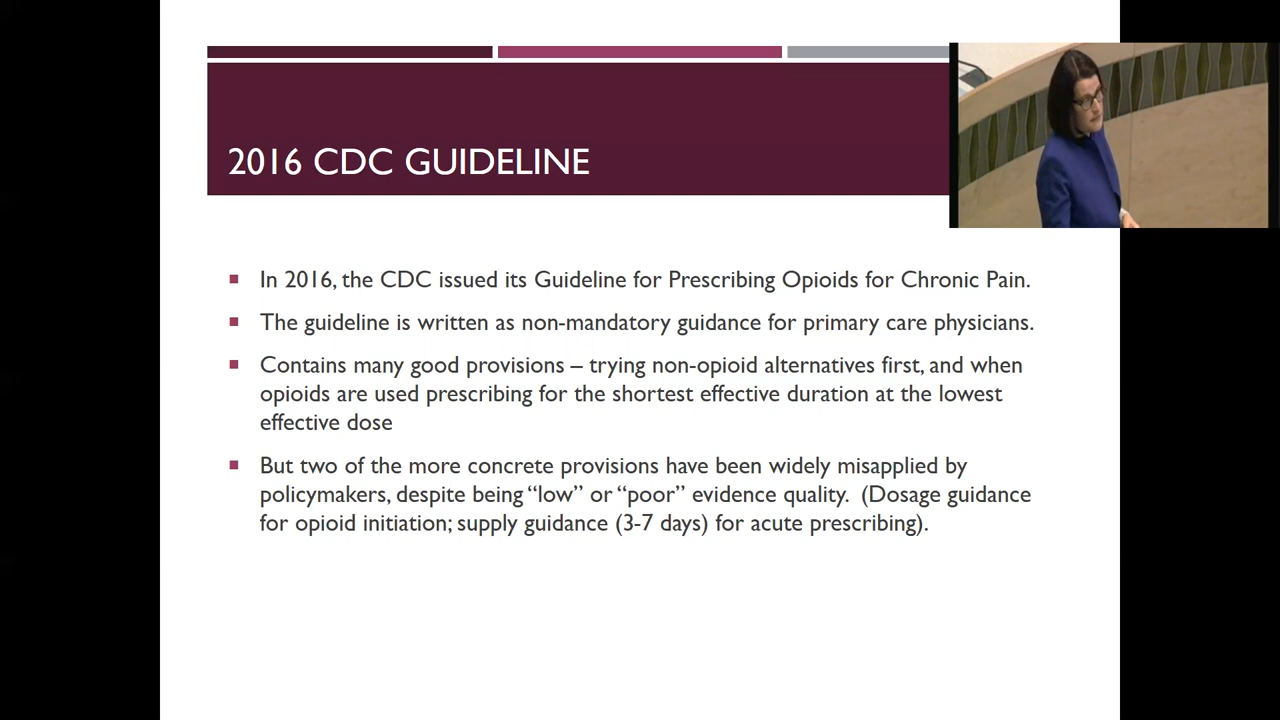 2016 CDC GUIDELINE
In 2016, the CDC issued its Guideline for Prescribing Opioids for Chronic Pain.
The guideline is written as non-mandatory guidance for primary care physicians.
Contains many good provisions – trying non-opioid alternatives first, and when
opioids are used prescribing for the shortest effective duration at the lowest
effective dose
But two of the more concrete provisions have been widely misapplied by
policymakers, despite being “low” or “poor” evidence quality.  (Dosage guidance
for opioid initiation; supply guidance (3-7 days) for acute prescribing).